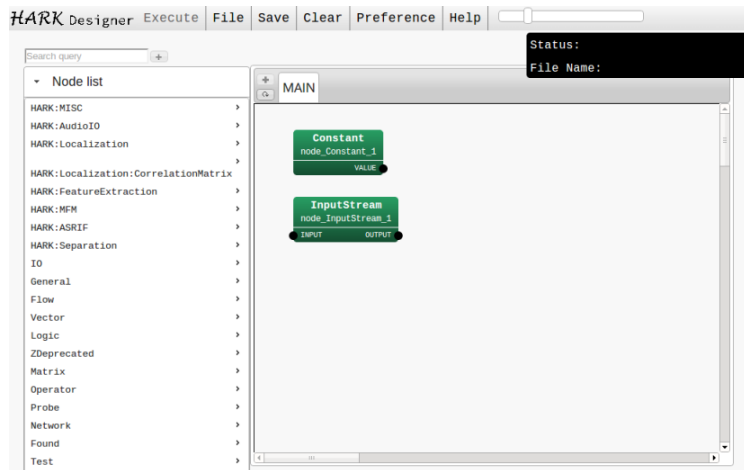 HARK Designer Execute File Save Clear Preference Help
Status:
File Name:
Search query +
Node list
+ MAIN
HARK:MISC
HARK:AudioIO
HARK:Localization
HARK:Localization:CorrelationMatrix
HARK:FeatureExtraction
HARK:MFM
HARK:ASRIF
HARK:Separation
IO
General
Flow
Vector
Logic
ZDeprecated
Matrix
Operator
Probe
Network
Found
Test
Constant
node_Constant_1
VALUE
InputStream
node_InputStream_1
INPUT OUTPUT